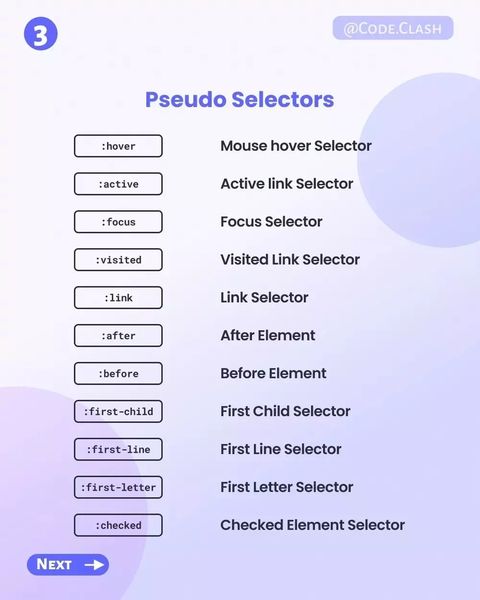 3
@Code.Clash
Pseudo Selectors
:hover Mouse hover Selector
:active Active link Selector
:focus Focus Selector
:visited Visited Link Selector
:link Link Selector
:after After Element
:before Before Element
:first-child First Child Selector
:first-line First Line Selector
:first-letter First Letter Selector
:checked Checked Element Selector
Next →